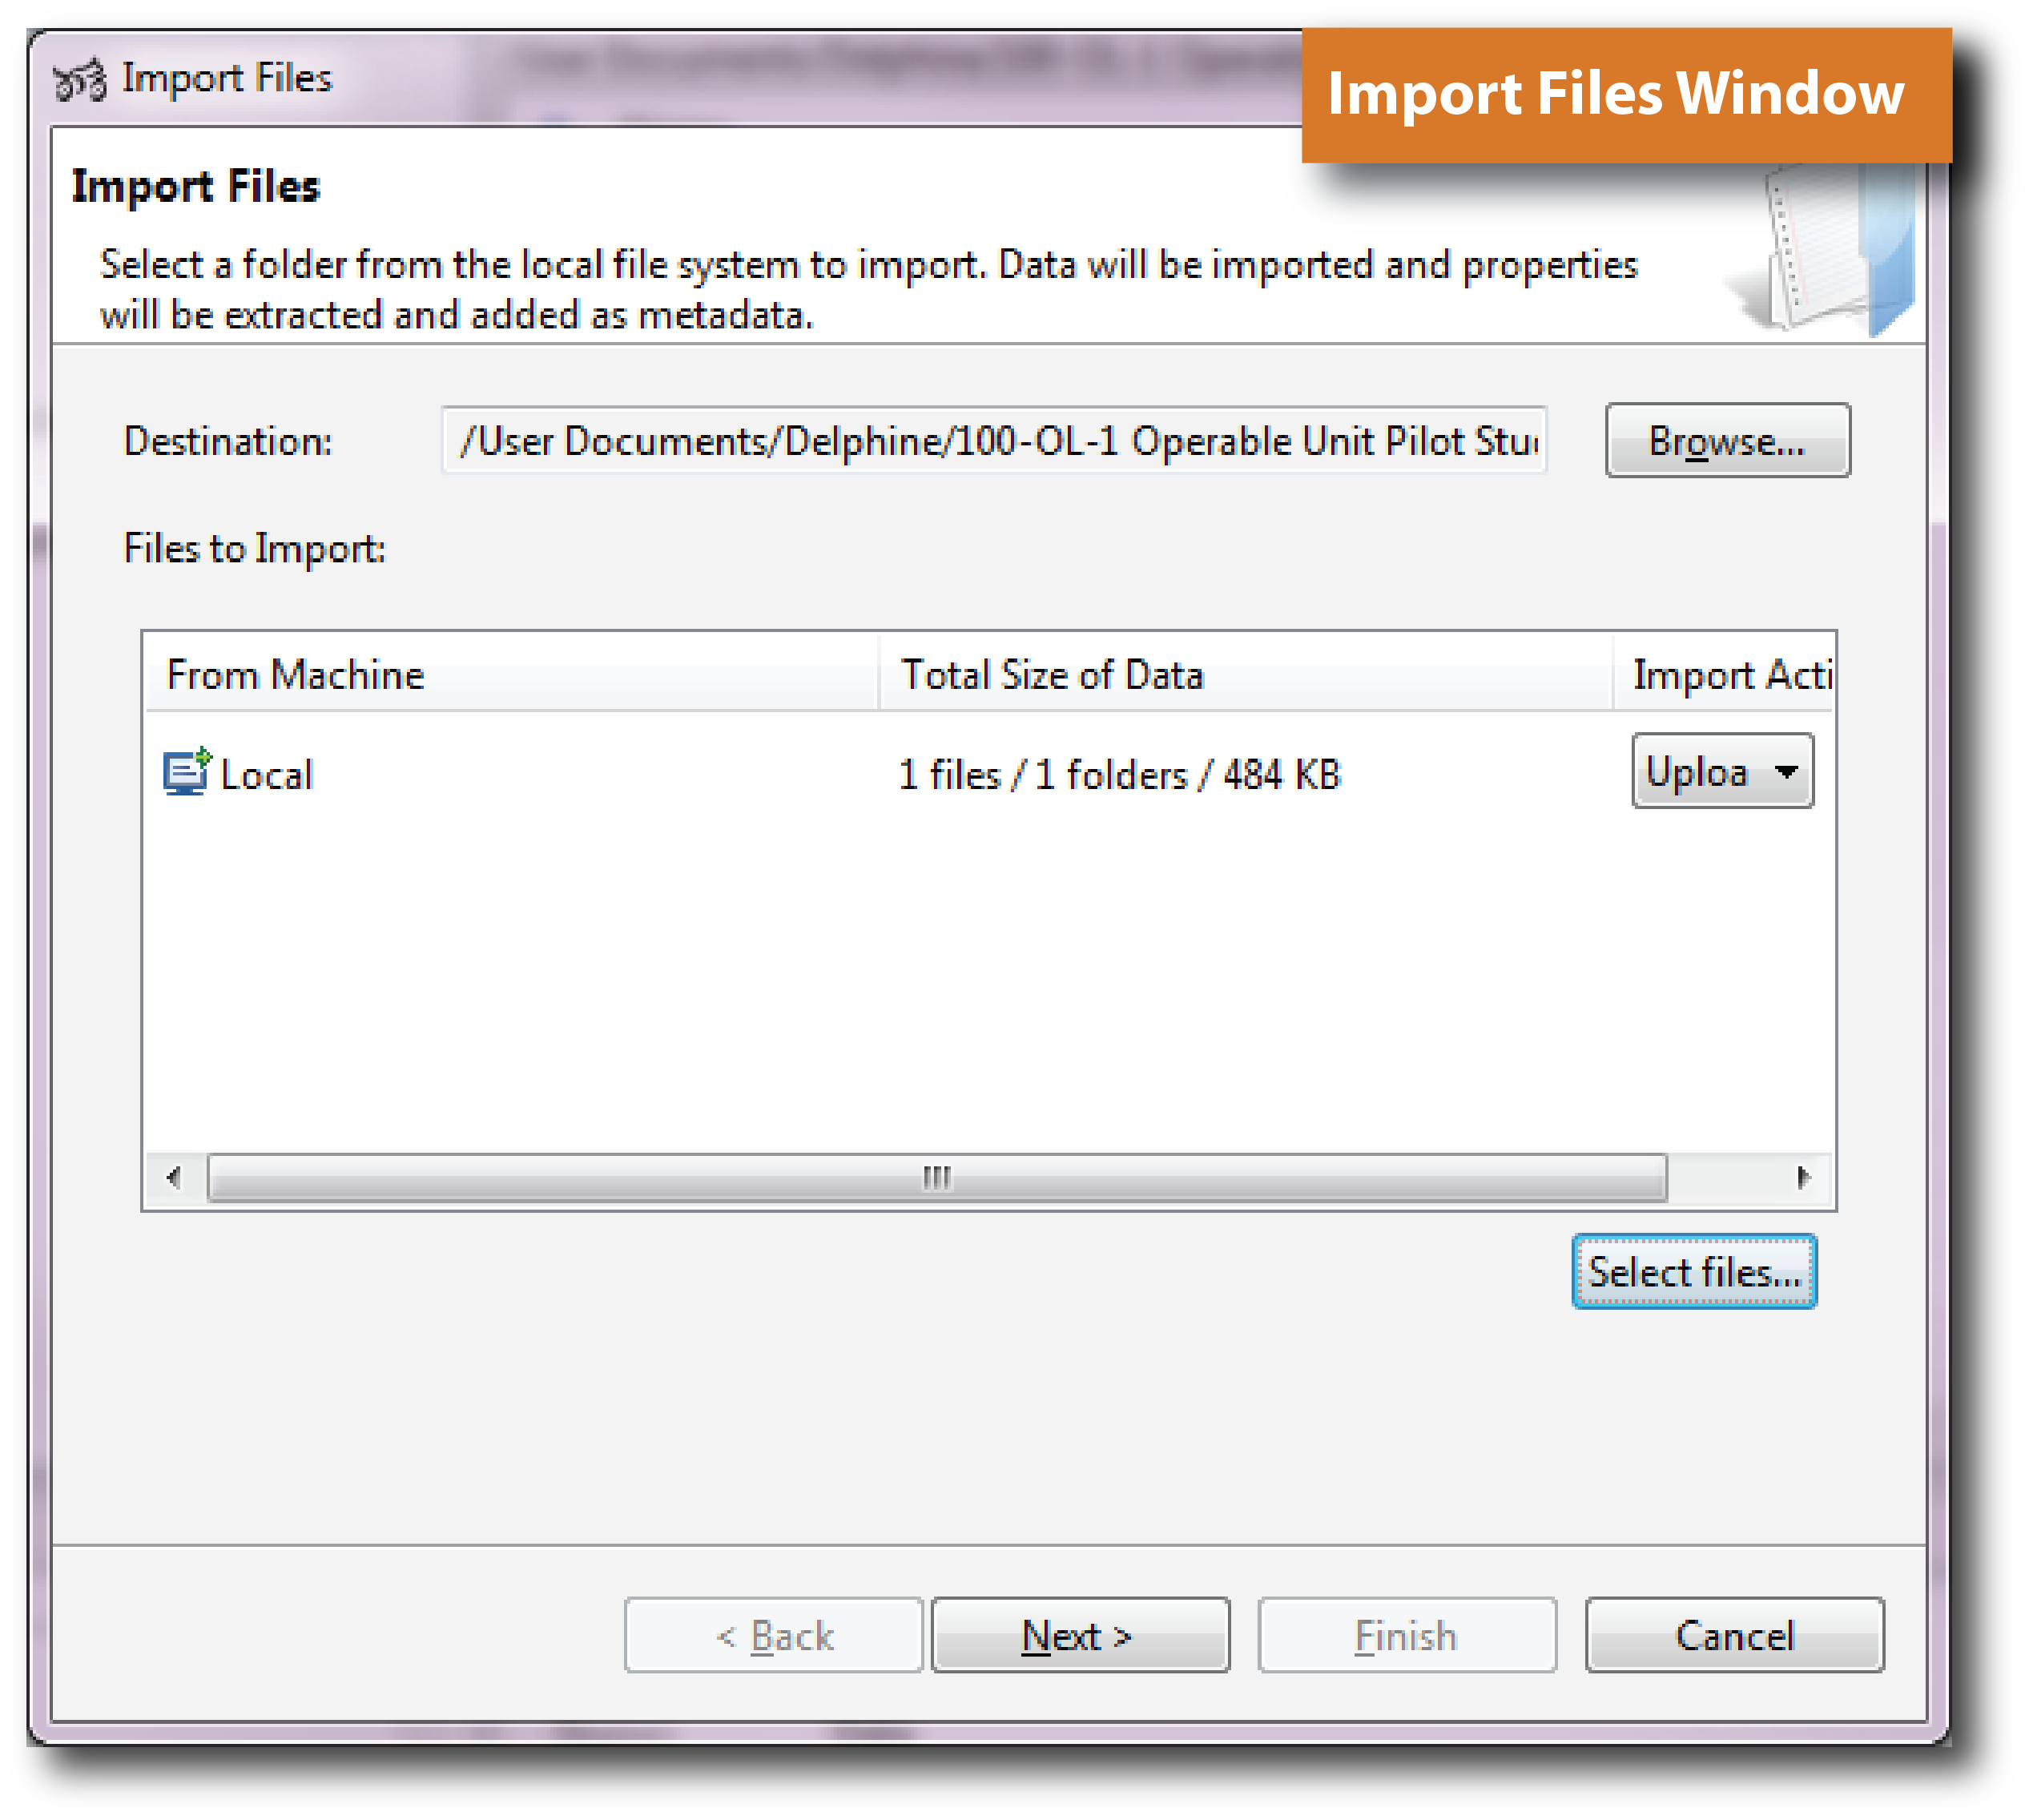 Import Files
Import Files Window
Import Files
Select a folder from the local file system to import. Data will be imported and properties
will be extracted and added as metadata.
Destination: /User Documents/Delphine/100-OL-1 Operable Unit Pilot Stu Browse...
Files to Import:
From Machine Total Size of Data Import Acti
Local 1 files / 1 folders / 484 KB Uploa
Select files...
< Back Next > Finish Cancel